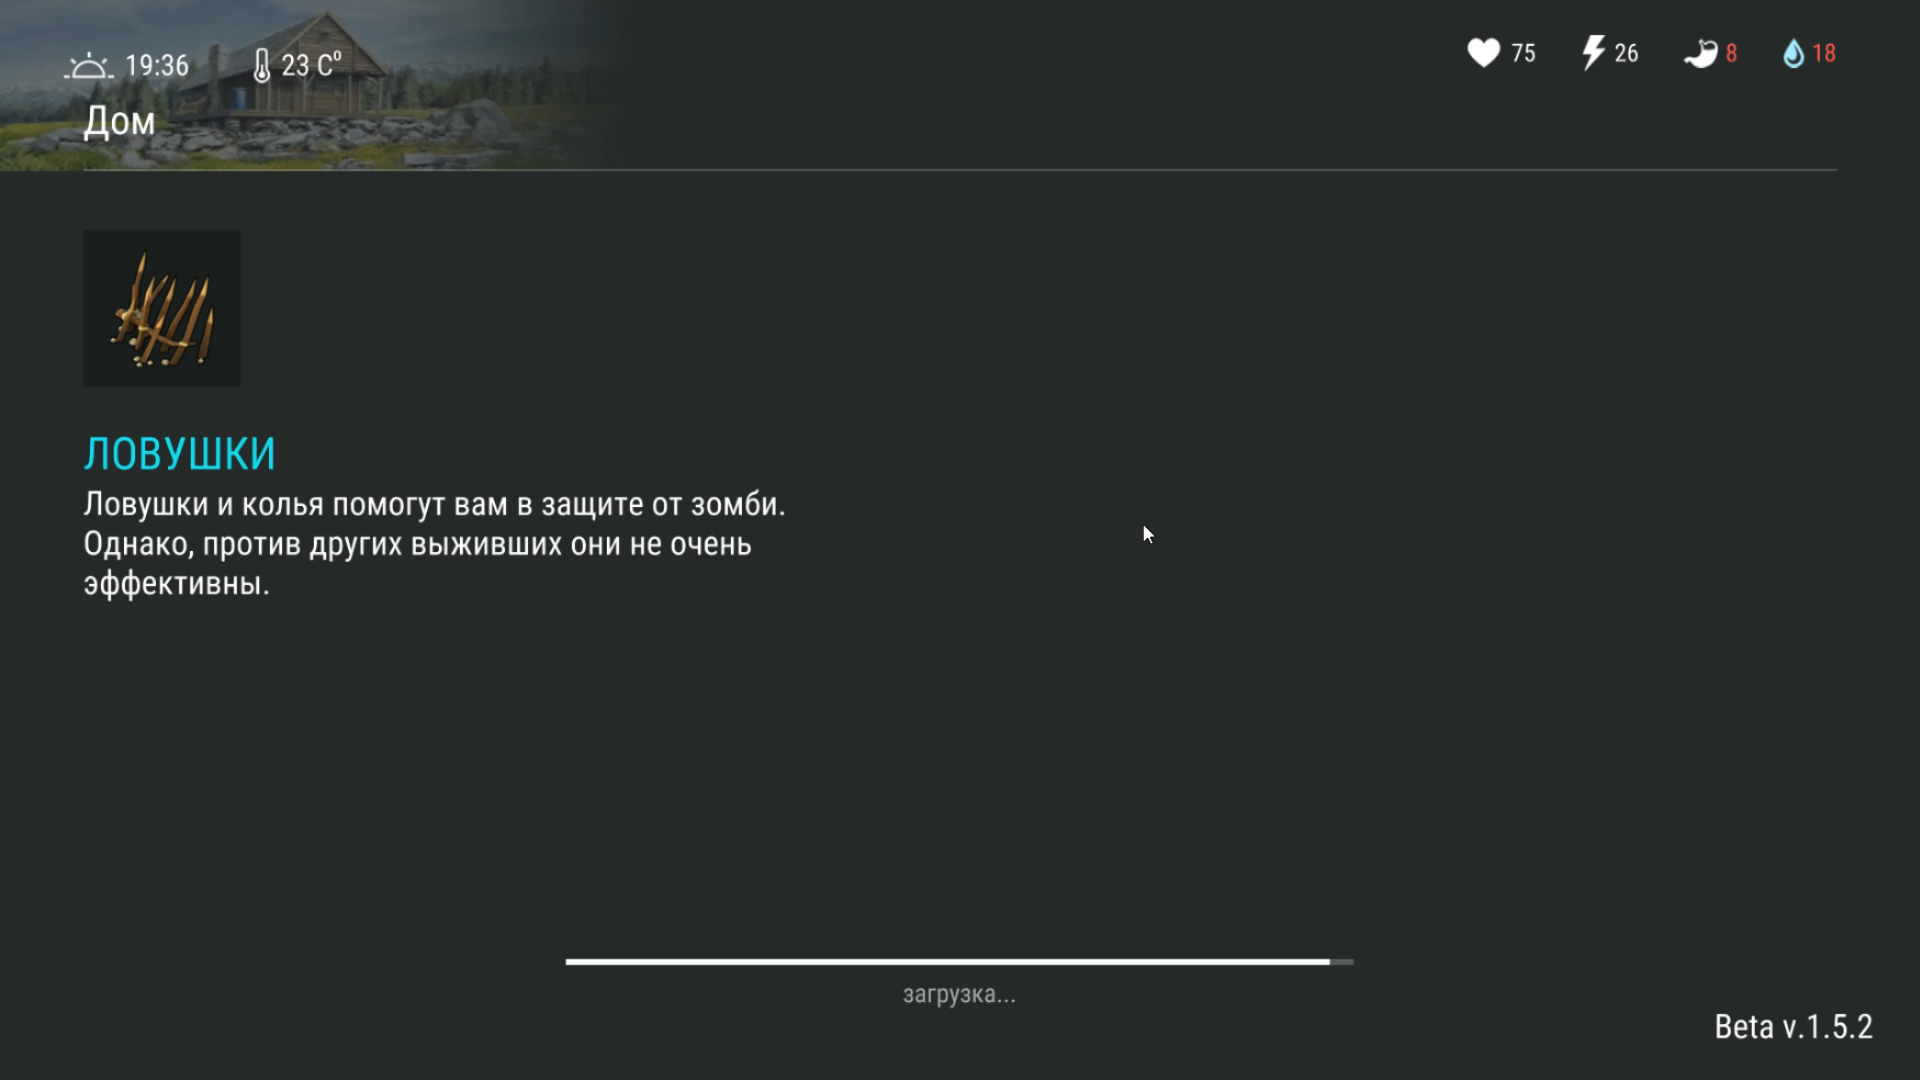 19:36
23 C⁰
75
26
8
18
Дом
ЛОВУШКИ
Ловушки и колья помогут вам в защите от зомби.
Однако, против других выживших они не очень
эффективны.
загрузка...
Beta v.1.5.2